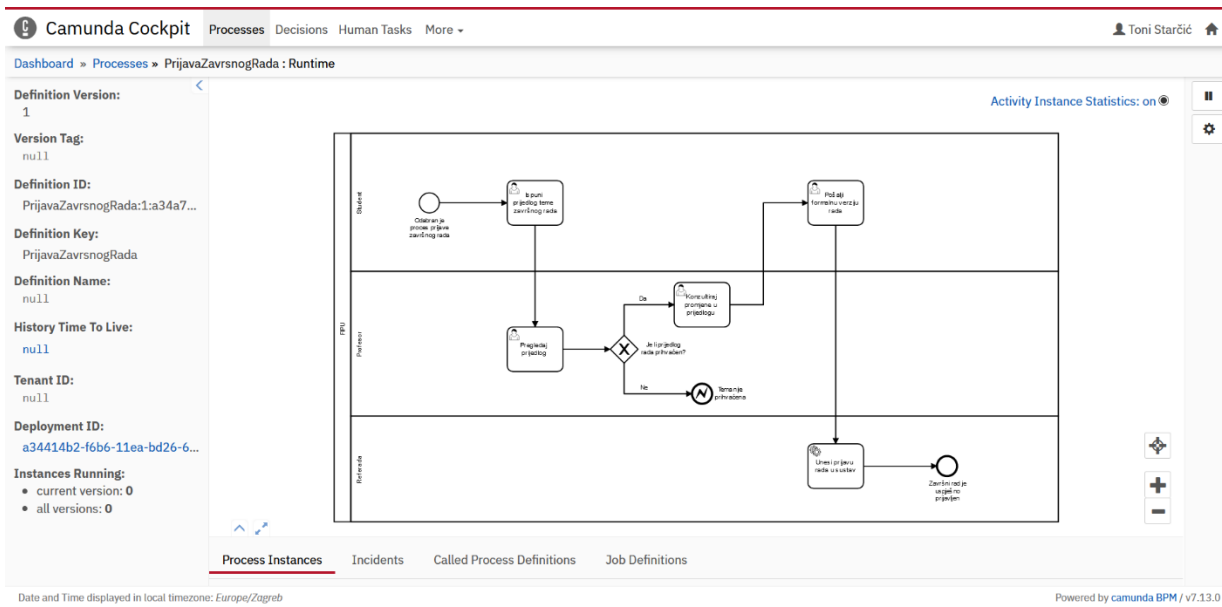 Camunda Cockpit Processes Decisions Human Tasks More Toni Starčić
Dashboard » Processes » PrijavaZavrsnogRada : Runtime
Definition Version:
1
Version Tag:
null
Definition ID:
PrijavaZavrsnogRada:1:a34a7...
Definition Key:
PrijavaZavrsnogRada
Definition Name:
null
History Time To Live:
null
Tenant ID:
null
Deployment ID:
a34414b2-f6b6-11ea-bd26-6...
Instances Running:
current version: 0
all versions: 0
Activity Instance Statistics: on
FIPU
Student
Odabran je
proces prijave
završnog rada
Ispuni
prijedlog teme
završnog rada
Pošalji
formalnu verziju
rada
Profesor
Pregledaj
prijedlog
Je li prijedlog
rada prihvaćen?
Da
Konzultiraj
promjene u
prijedlogu
Ne
Tema nije
prihvaćena
Referada
Unesi prijavu
rada u sustav
Završni rad je
uspješno
prijavljen
Process Instances Incidents Called Process Definitions Job Definitions
Date and Time displayed in local timezone: Europe/Zagreb
Powered by camunda BPM / v7.13.0